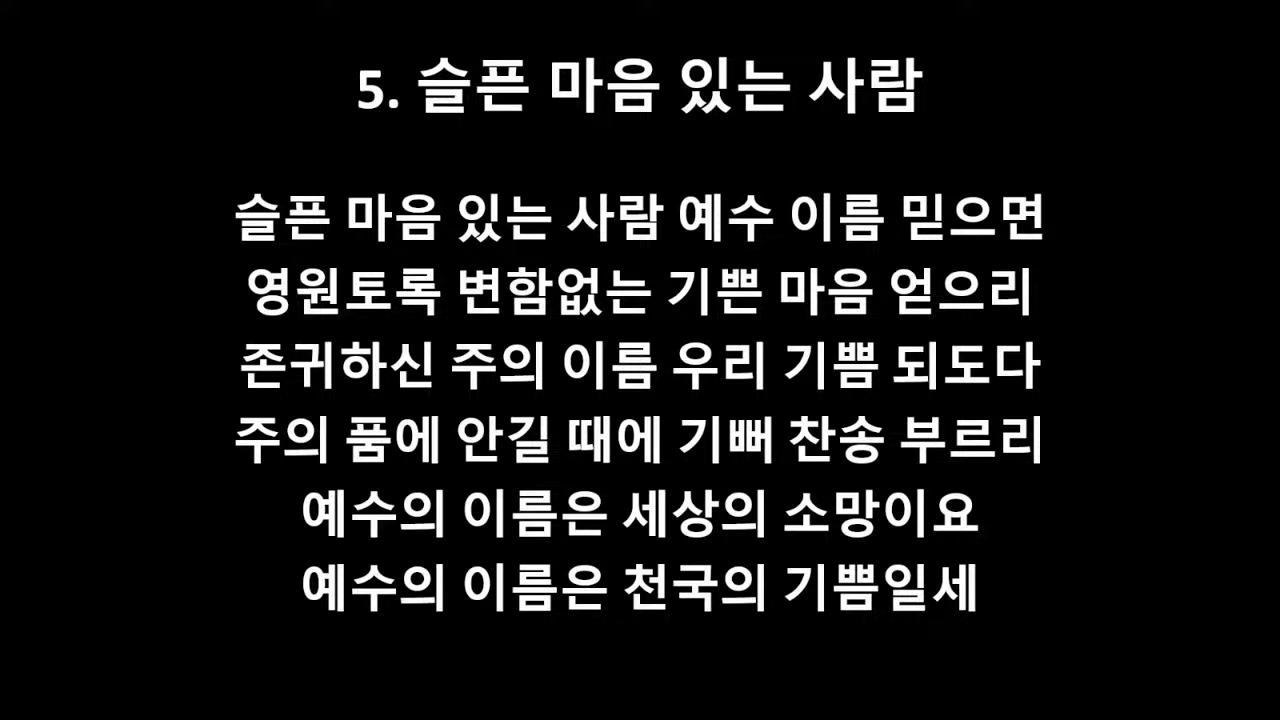 5. 슬픈 마음 있는 사람
슬픈 마음 있는 사람 예수 이름 믿으면
영원토록 변함없는 기쁜 마음 얻으리
존귀하신 주의 이름 우리 기쁨 되도다
주의 품에 안길 때에 기뻐 찬송 부르리
예수의 이름은 세상의 소망이요
예수의 이름은 천국의 기쁨일세